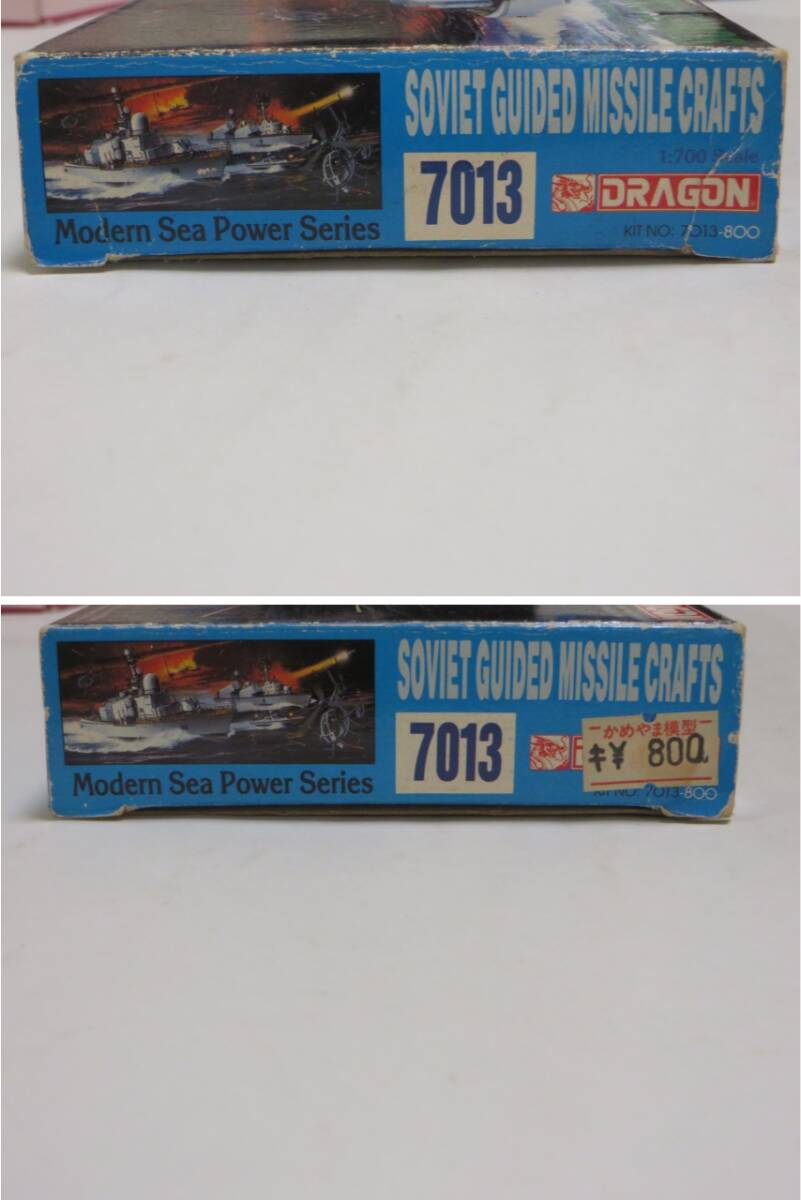 SOVIET GUIDED MISSILE CRAFTS
1:700 Scale
7013
DRAGON
Modern Sea Power Series
KIT NO: 7013-800
SOVIET GUIDED MISSILE CRAFTS
7013
かめやま模型
キ¥ 800
Modern Sea Power Series
KIT NO: 7013-800